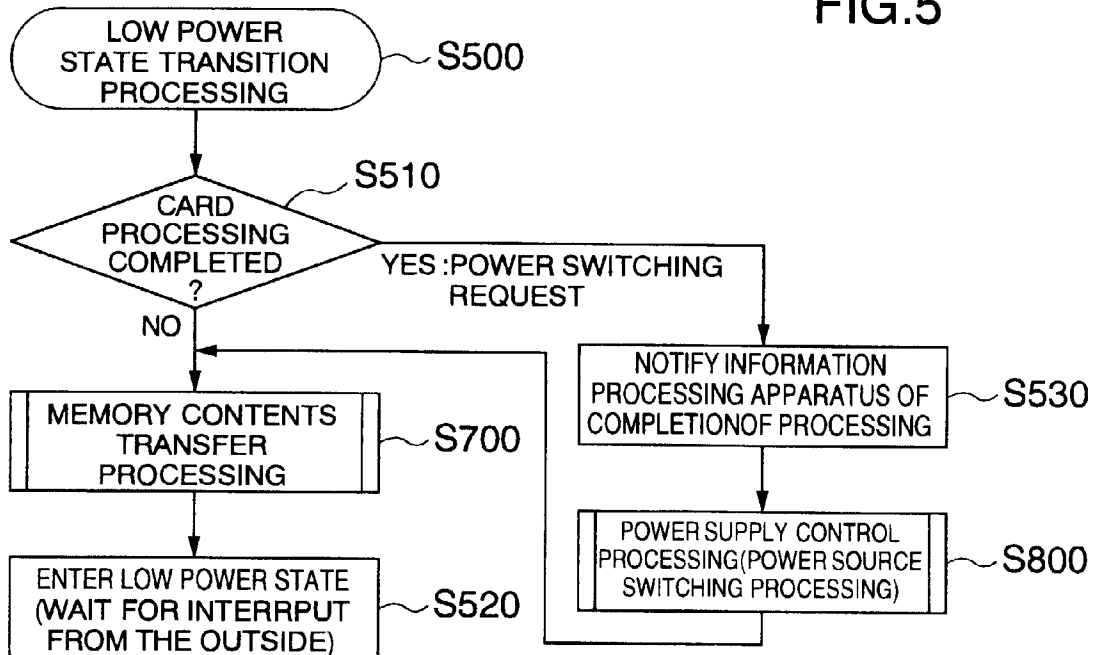 FIG.5
LOW POWER
STATE TRANSITION
PROCESSING
S500
S510
CARD
PROCESSING
COMPLETED
?
YES :POWER SWITCHING
REQUEST
NO
NOTIFY INFORMATION
PROCESSING APPARATUS OF
COMPLETIONOF PROCESSING
S530
MEMORY CONTENTS
TRANSFER
PROCESSING
S700
POWER SUPPLY CONTROL
PROCESSING(POWER SOURCE
SWITCHING PROCESSING)
S800
ENTER LOW POWER STATE
(WAIT FOR INTERRPUT
FROM THE OUTSIDE)
S520